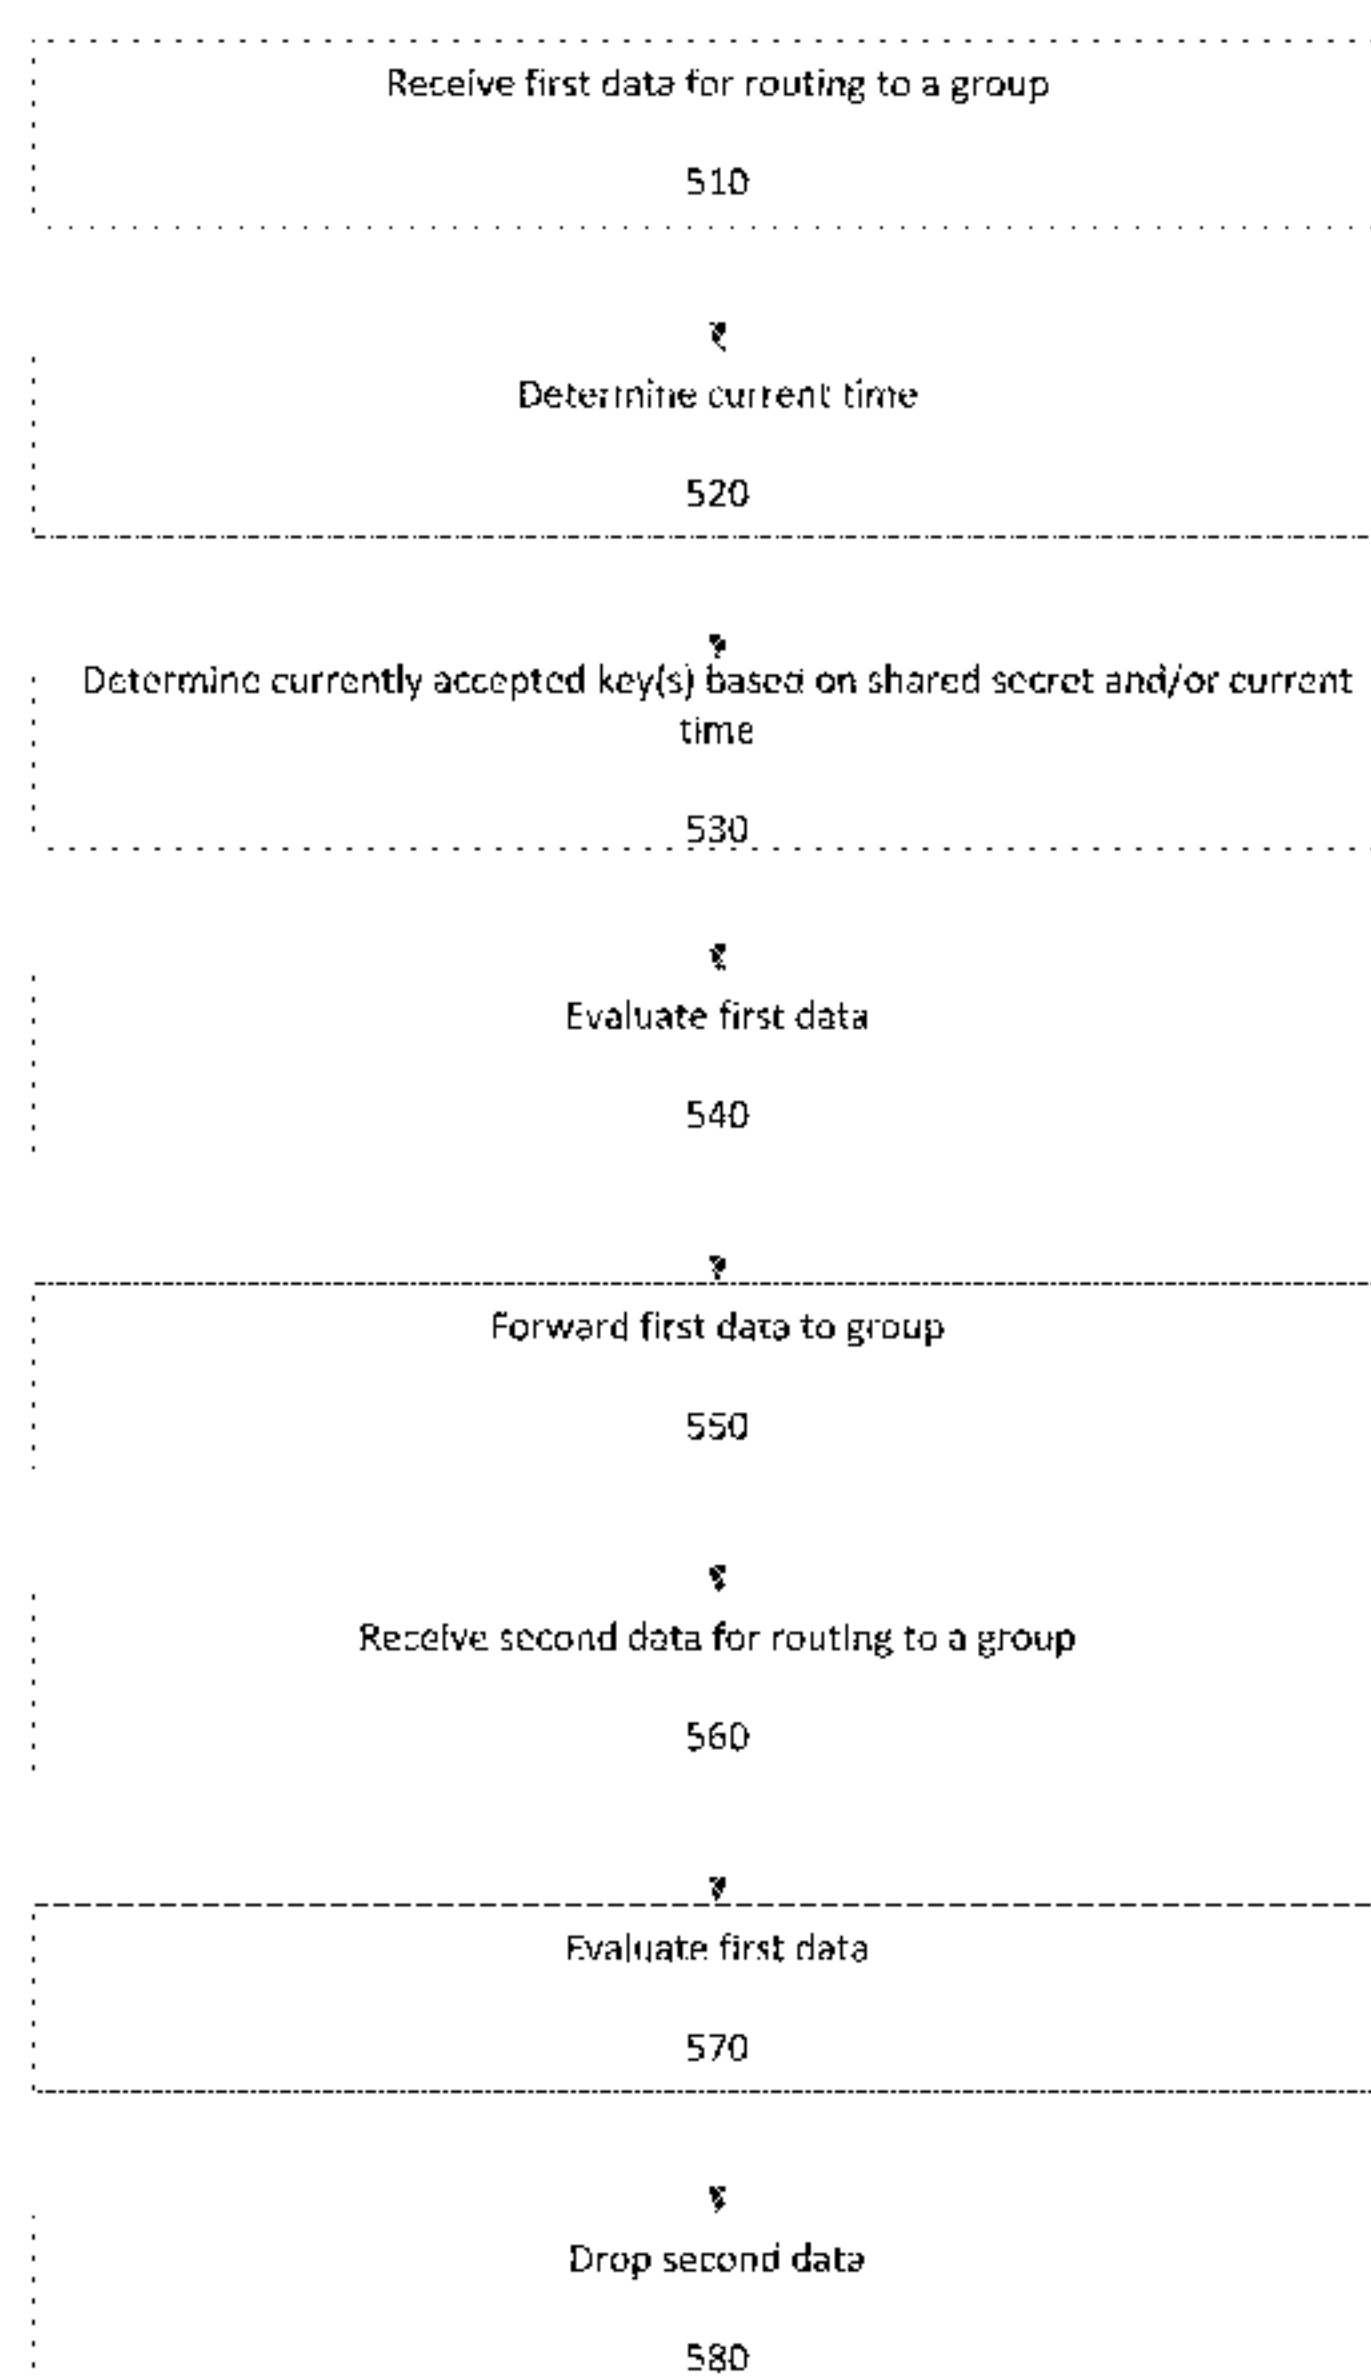 Receive first data for routing to a group
510
Determine current time
520
Determine currently accepted key(s) based on shared secret and/or current
time
530
Evaluate first data
540
Forward first data to group
550
Receive second data for routing to a group
560
Evaluate first data
570
Drop second data
580